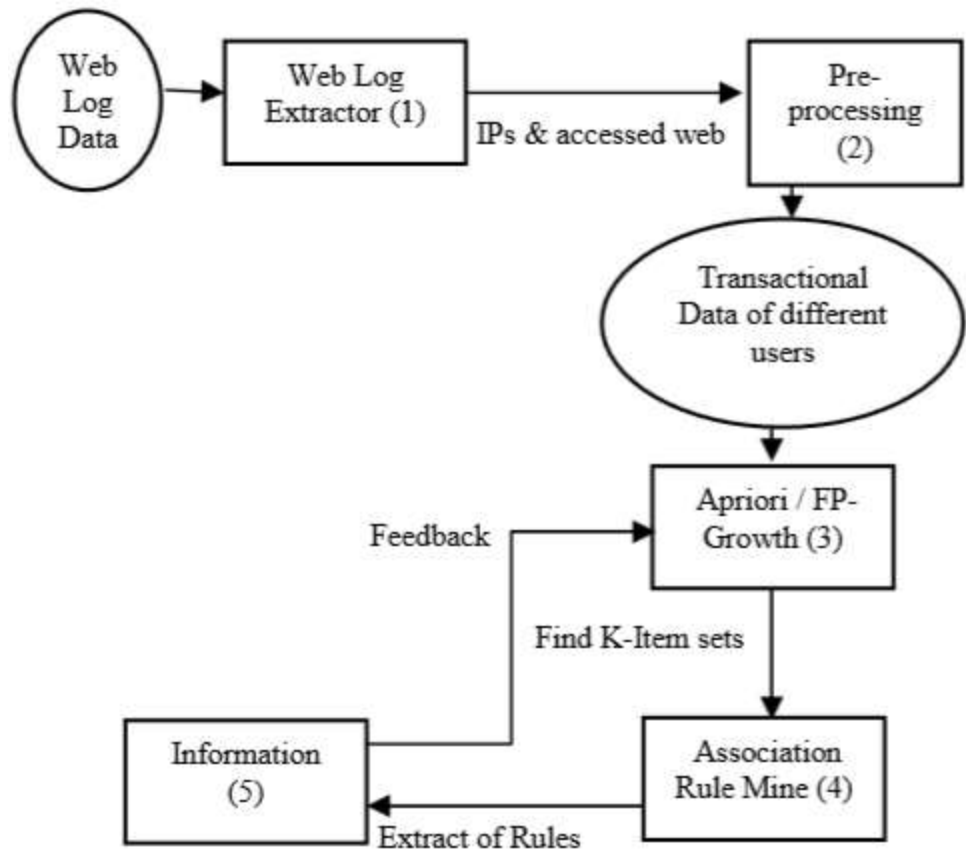 Web
Log
Data
Web Log
Extractor (1)
IPs & accessed web
Pre-
processing
(2)
Transactional
Data of different
users
Apriori / FP-
Growth (3)
Feedback
Find K-Item sets
Association
Rule Mine (4)
Information
(5)
Extract of Rules